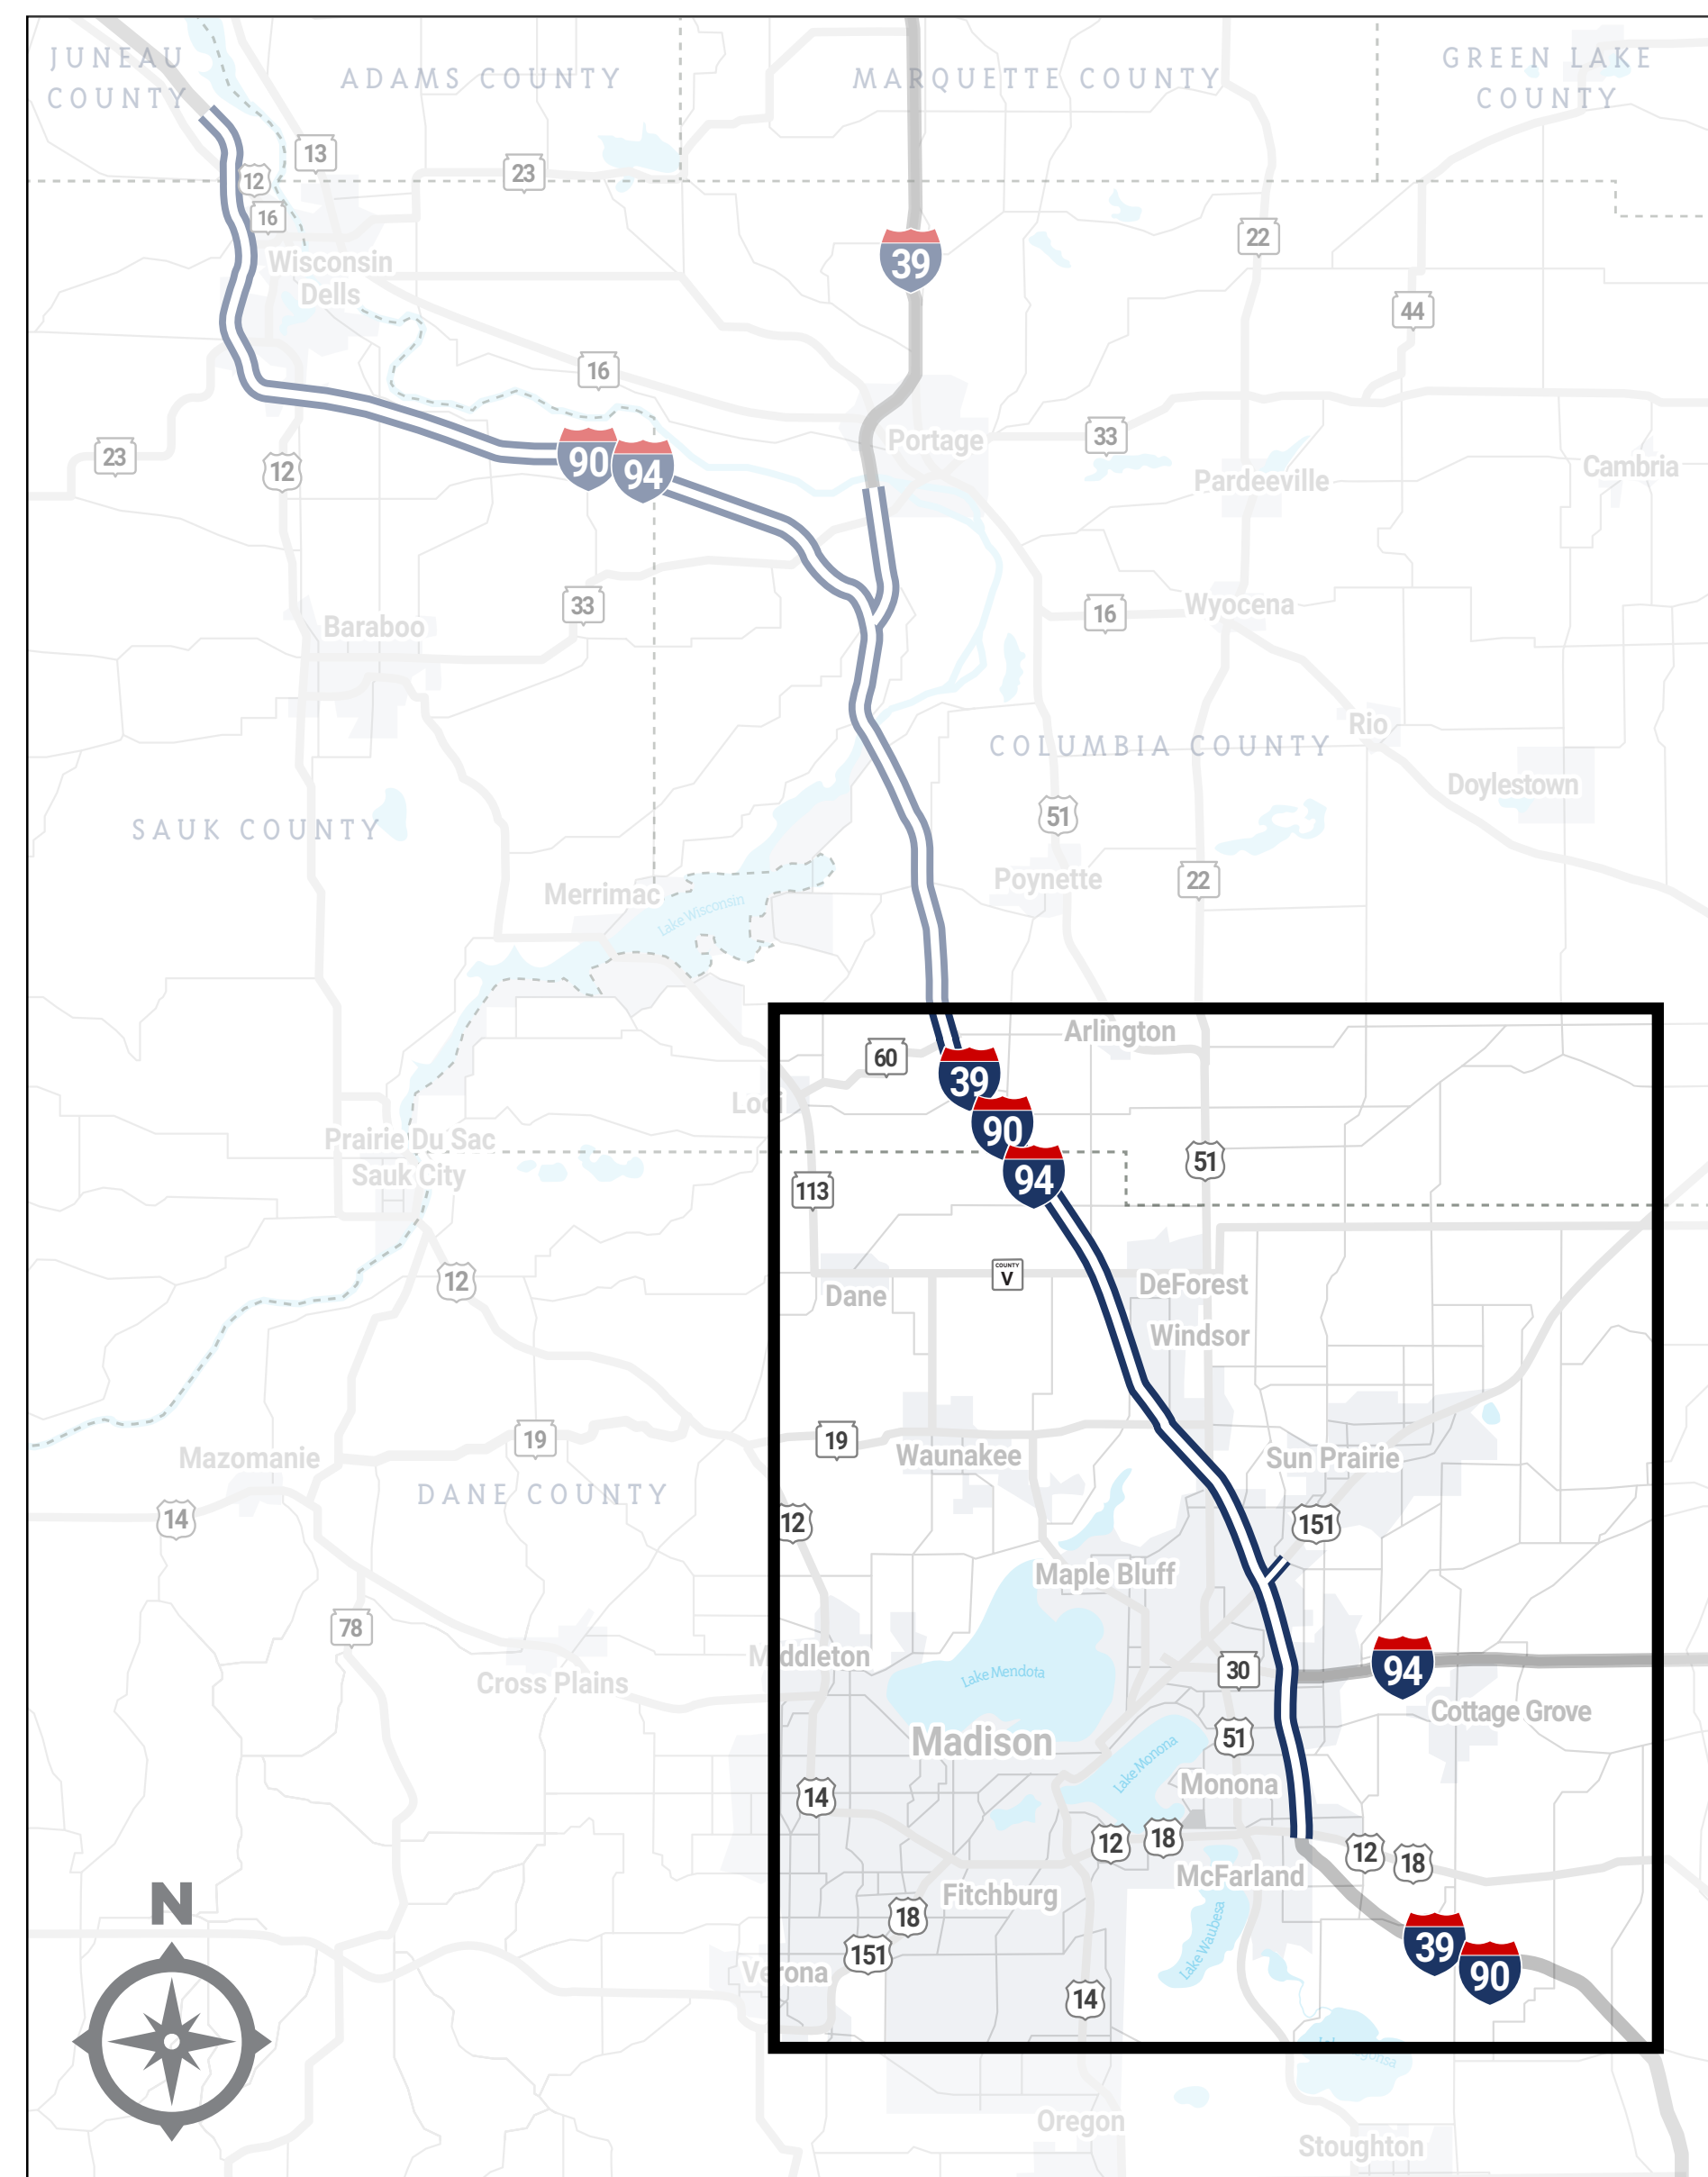 JUNEAU
COUNTY
ADAMS COUNTY
MARQUETTE COUNTY
GREEN LAKE
COUNTY
13
12
23
16
Wisconsin
Dells
39
22
44
16
90
94
23
12
Portage
33
Pardeeville
Cambria
33
Baraboo
16
Wyocena
Rio
COLUMBIA COUNTY
Doylestown
SAUK COUNTY
51
Merrimac
Lake Wisconsin
Poynette
22
Arlington
60
39
90
94
Lodi
Prairie Du Sac
Sauk City
113
51
12
COUNTY
V
Dane
DeForest
Windsor
19
19
Waunakee
Sun Prairie
Mazomanie
DANE COUNTY
14
12
151
Maple Bluff
78
Middleton
Cross Plains
Lake Mendota
30
94
Cottage Grove
Madison
51
Lake Monona
Monona
14
12
18
12
18
McFarland
Fitchburg
18
151
Lake Waubesa
39
90
N
Verona
14
Oregon
Stoughton